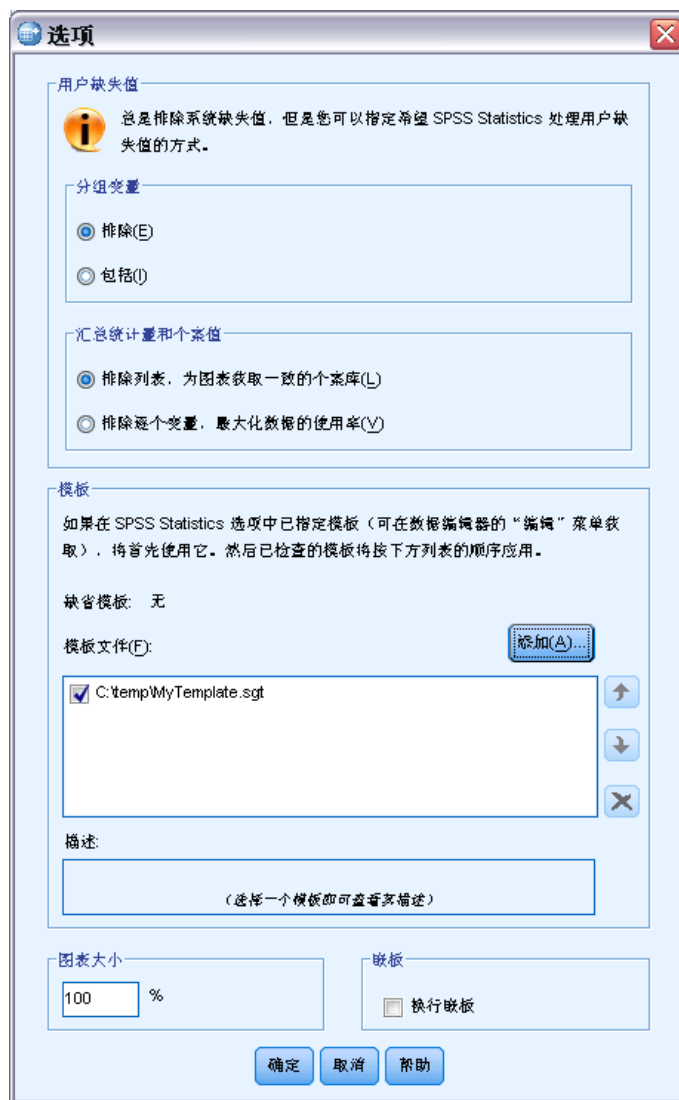 选项
用户缺失值
总是排除系统缺失值，但是您可以指定希望 SPSS Statistics 处理用户缺
失值的方式。
分组变量
排除(E)
包括(I)
汇总统计量和个案值
排除列表，为图表获取一致的个案库(L)
排除逐个变量，最大化数据的使用率(V)
模板
如果在 SPSS Statistics 选项中已指定模板（可在数据编辑器的“编辑”菜单获
取），将首先使用它。然后已检查的模板将按下方列表的顺序应用。
缺省模板: 无
模板文件(F):
添加(A)...
C:\temp\MyTemplate.sgt
描述:
（选择一个模板即可查看其描述）
图表大小
100 %
嵌板
换行嵌板
确定 取消 帮助